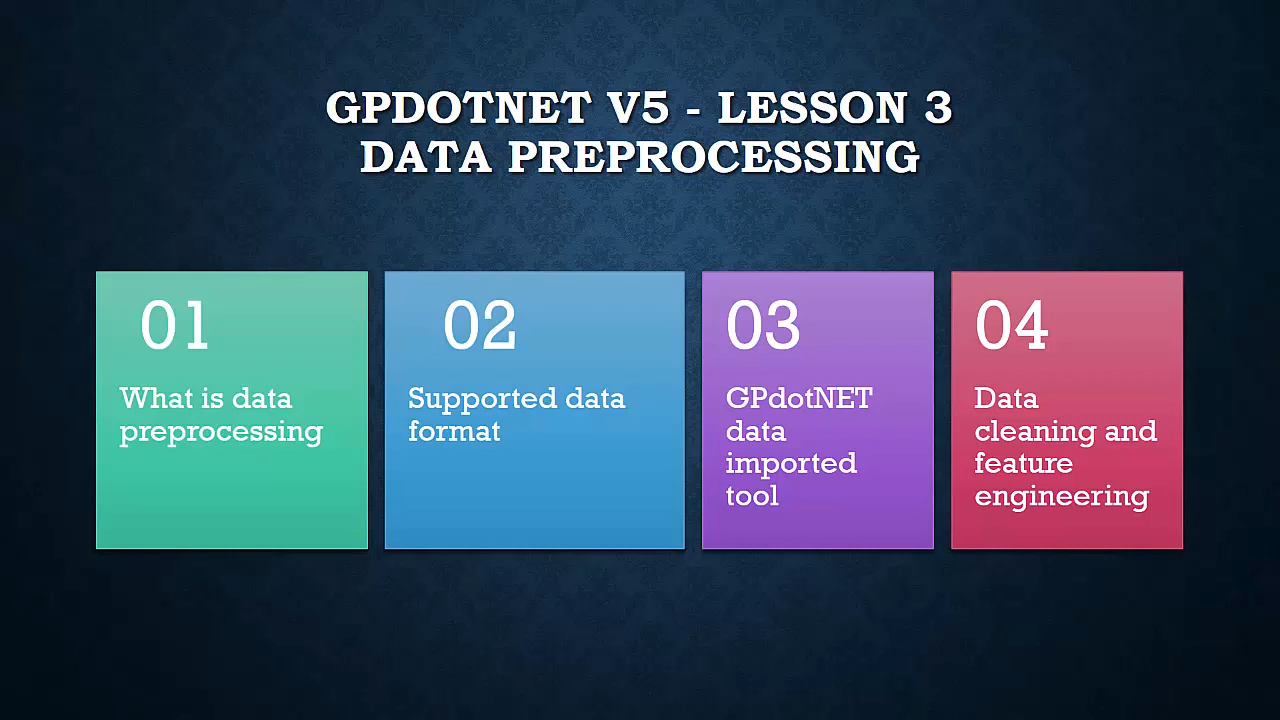 GPDOTNET V5 - LESSON 3
DATA PREPROCESSING
01
What is data
preprocessing
02
Supported data
format
03
GPdotNET
data
imported
tool
04
Data
cleaning and
feature
engineering